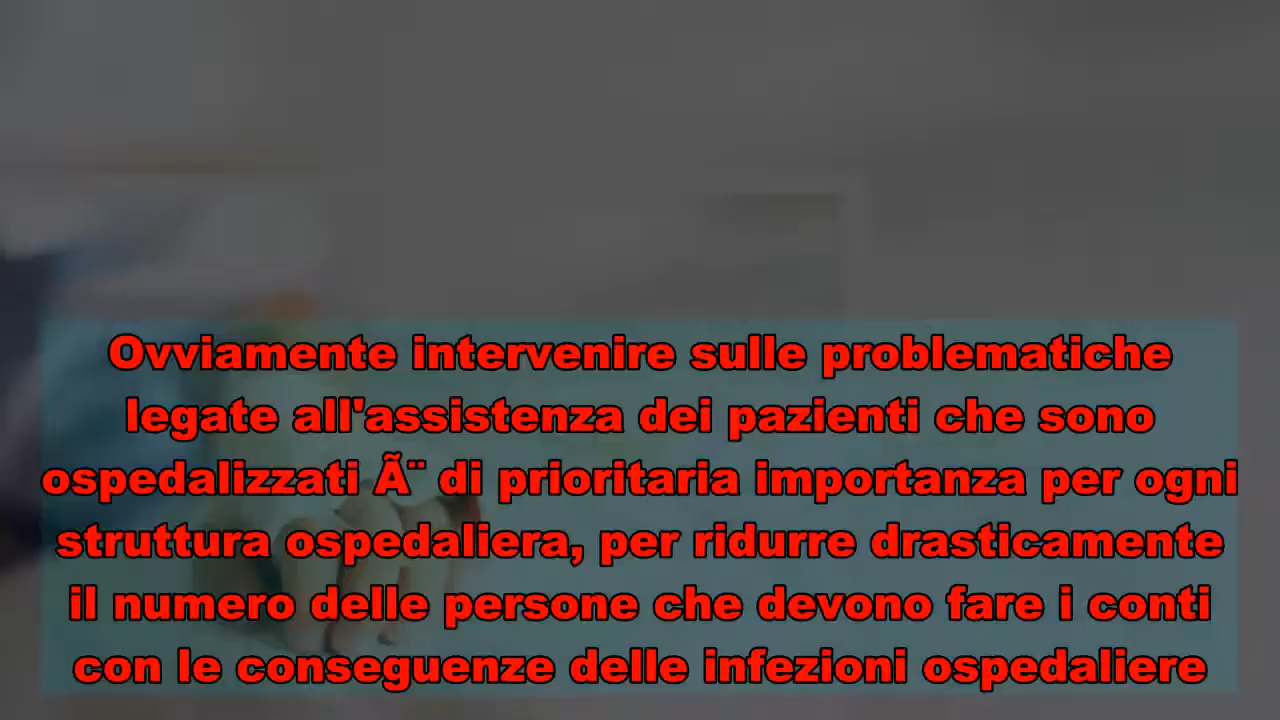 Ovviamente intervenire sulle problematiche
legate all'assistenza dei pazienti che sono
ospedalizzati Ã¨ di prioritaria importanza per ogni
struttura ospedaliera, per ridurre drasticamente
il numero delle persone che devono fare i conti
con le conseguenze delle infezioni ospedaliere